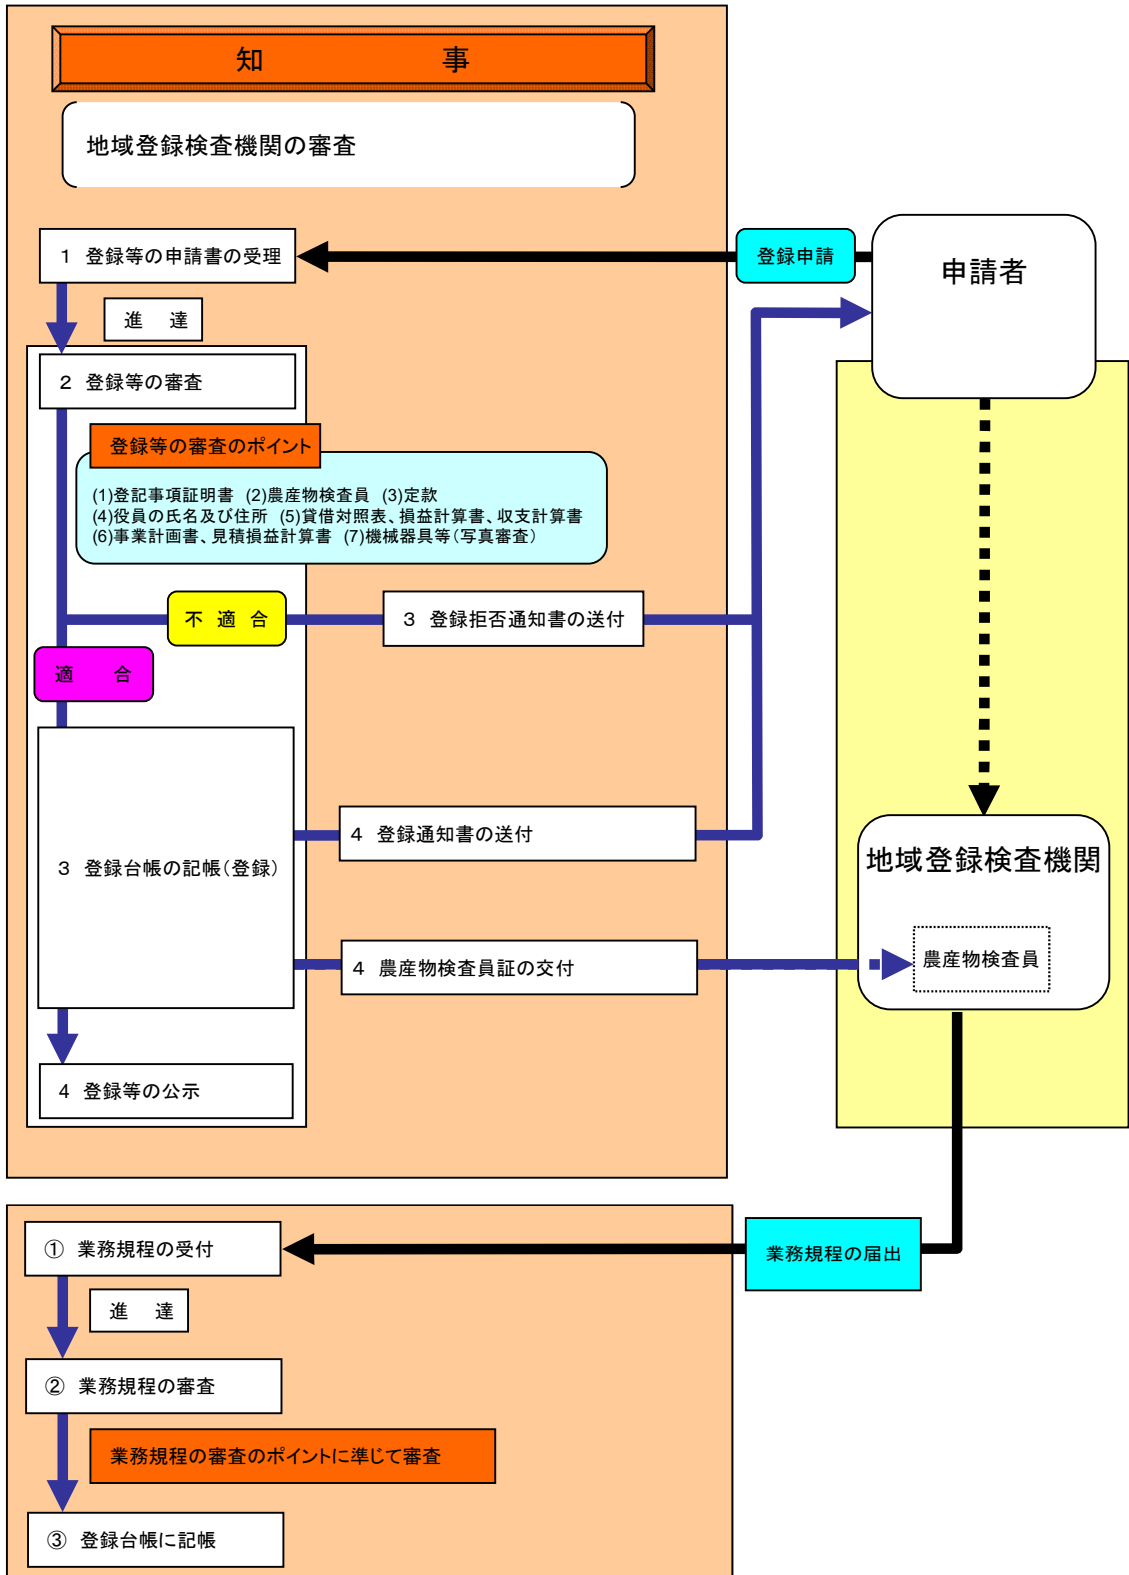 知　事
地域登録検査機関の審査
1 登録等の申請書の受理
登録申請
申請者
進 達
2 登録等の審査
登録等の審査のポイント
(1)登記事項証明書 (2)農産物検査員 (3)定款
(4)役員の氏名及び住所 (5)貸借対照表、損益計算書、収支計算書
(6)事業計画書、見積損益計算書 (7)機械器具等(写真審査)
不 適 合
3 登録拒否通知書の送付
適 合
3 登録台帳の記帳(登録)
4 登録通知書の送付
地域登録検査機関
4 農産物検査員証の交付
農産物検査員
4 登録等の公示
① 業務規程の受付
業務規程の届出
進 達
② 業務規程の審査
業務規程の審査のポイントに準じて審査
③ 登録台帳に記帳